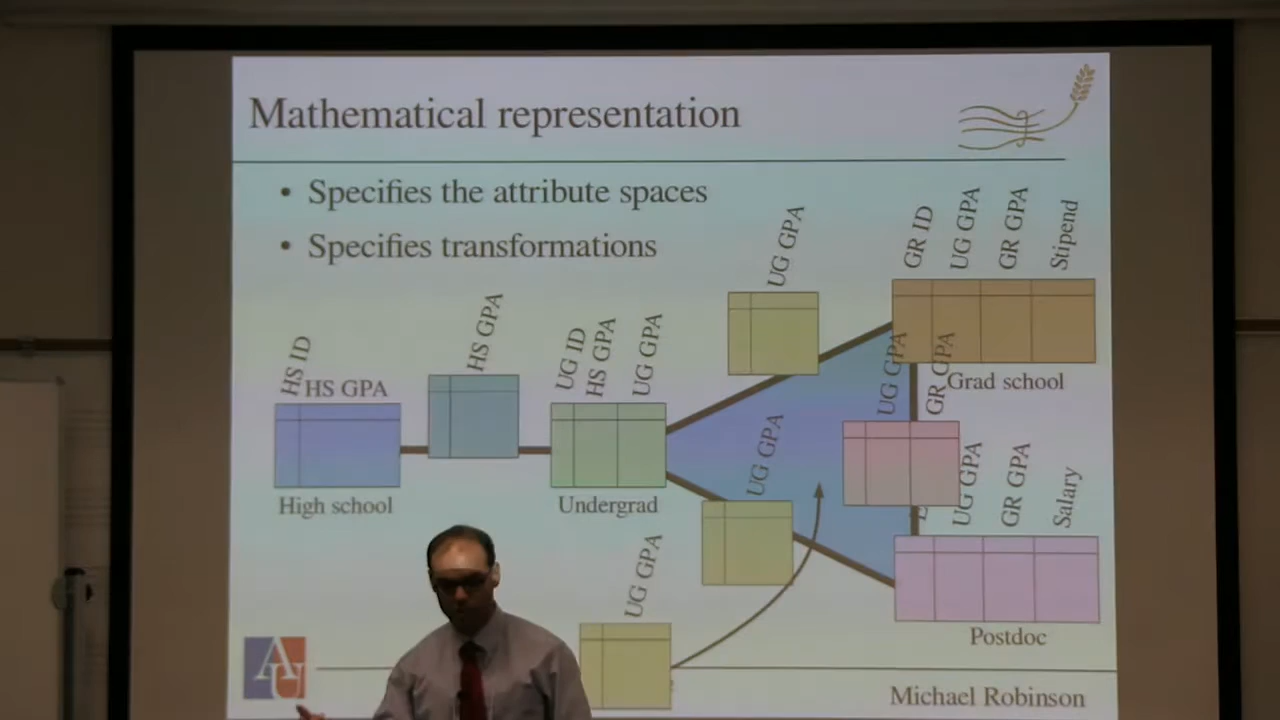 Mathematical representation
• Specifies the attribute spaces
• Specifies transformations
UG GPA
GR ID
UG GPA
GR GPA
Stipend
HS ID
HS GPA
HS GPA
UG ID
HS GPA
UG GPA
UG GPA
GR GPA
Grad school
UG GPA
UG GPA
GR GPA
Salary
High school
Undergrad
UG GPA
Postdoc
AU
Michael Robinson